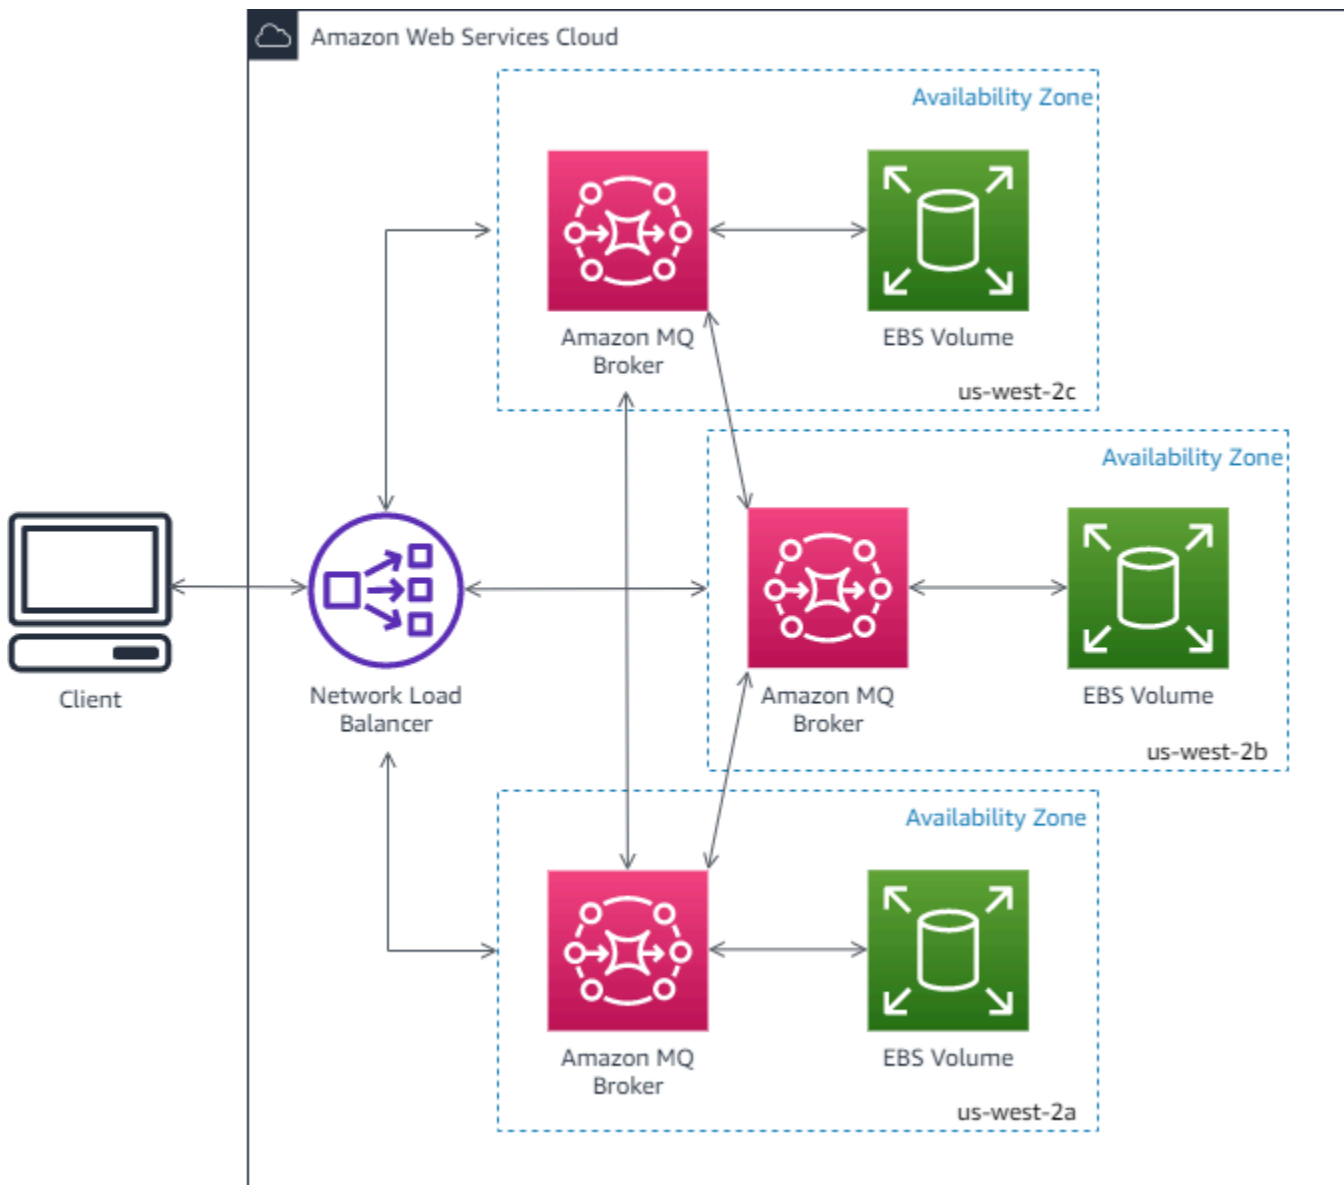 Amazon Web Services Cloud
Availability Zone
Amazon MQ
Broker
EBS Volume
us-west-2c
Availability Zone
Client
Network Load
Balancer
Amazon MQ
Broker
EBS Volume
us-west-2b
Availability Zone
Amazon MQ
Broker
EBS Volume
us-west-2a